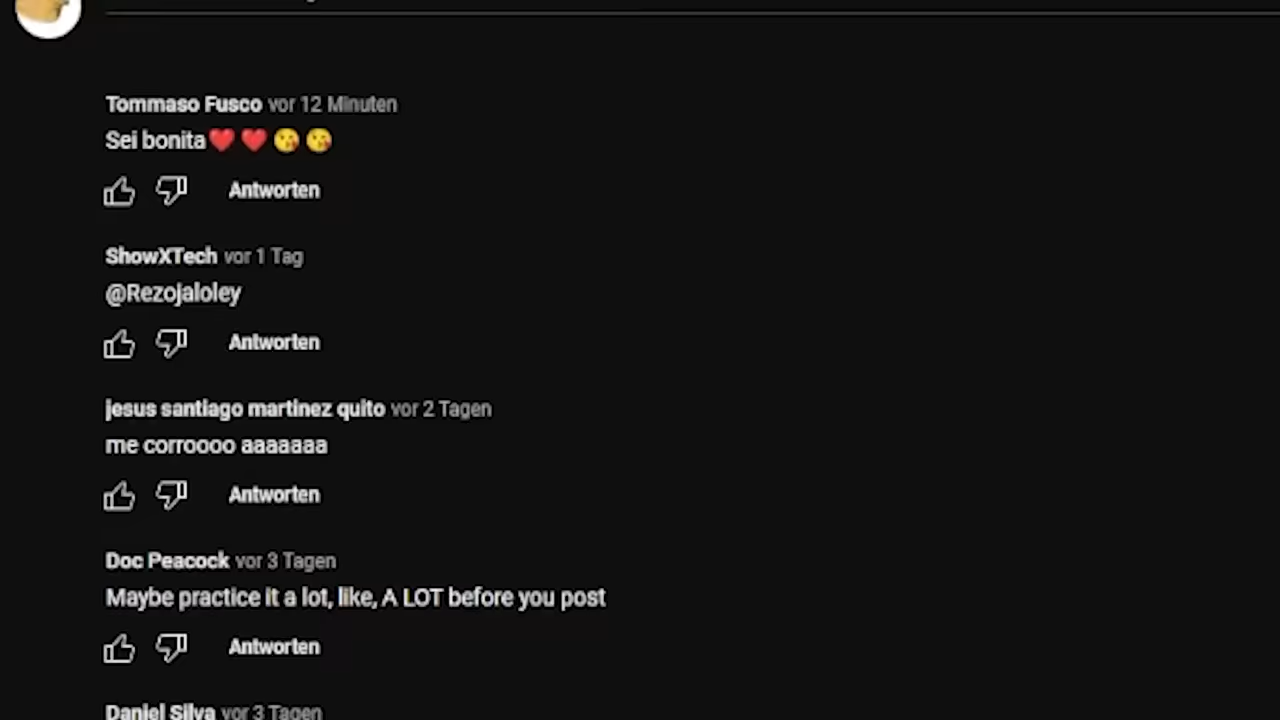 Tommaso Fusco vor 12 Minuten
Sei bonita❤️❤️😘😘
Antworten
ShowXTech vor 1 Tag
@Rezojaloley
Antworten
jesus santiago martinez quito vor 2 Tagen
me corroooo aaaaaaa
Antworten
Doc Peacock vor 3 Tagen
Maybe practice it a lot, like, A LOT before you post
Antworten
Daniel Silva vor 3 Tagen